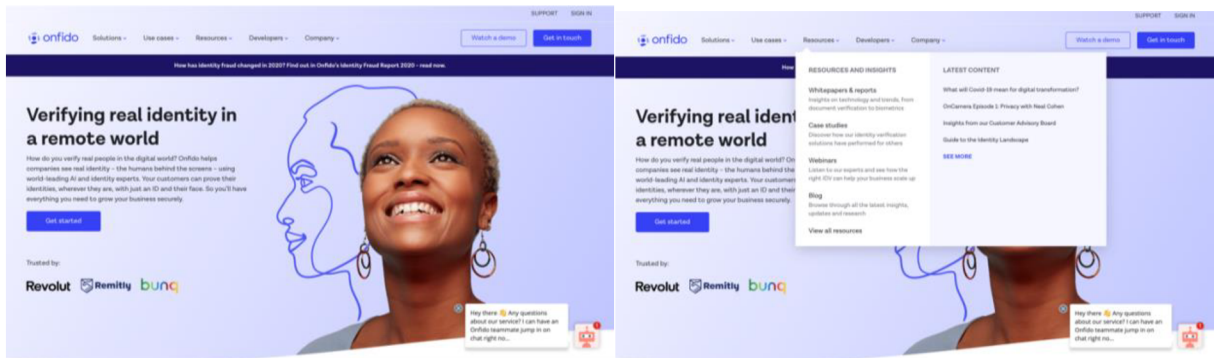 SUPPORT SIGN IN
onfido Solutions Use cases Resources Developers Company Watch a demo Get in touch
How has identity fraud changed in 2020? Find out in Onfido's Identity Fraud Report 2020 - read now.
Verifying real identity in
a remote world
How do you verify real people in the digital world? Onfido helps
companies see real identity - the humans behind the screens - using
world-leading AI and identity experts. Your customers can prove their
identities, wherever they are, with just an ID and their face. So you'll have
everything you need to grow your business securely.
Get started
Trusted by:
Revolut Remitly bunq
Hey there 👋 Any questions
about our service? I can have an
Onfido teammate jump in on
chat right no...
1
SUPPORT SIGN IN
onfido Solutions Use cases Resources Developers Company Watch a demo Get in touch
How
Verifying real iden
a remote world
How do you verify real people in the digital world? On
companies see real identity - the humans behind the
world-leading AI and identity experts. Your customers
identities, wherever they are, with just an ID and their
everything you need to grow your business securely.
Get started
Trusted by:
Revolut Remitly bunq
RESOURCES AND INSIGHTS
Whitepapers & reports
Insights on technology and trends, from
document verification to biometrics
Case studies
Discover how our identity verification
solutions have performed for others
Webinars
Listen to our experts and see how the
right IDV can help your business scale up
Blog
Browse through all the latest insights,
updates and research
View all resources
LATEST CONTENT
What will Covid-19 mean for digital transformation?
OnCamera Episode 1: Privacy with Neal Cohen
Insights from our Customer Advisory Board
Guide to the Identity Landscape
SEE MORE
Hey there 👋 Any questions
about our service? I can have an
Onfido teammate jump in on
chat right no...
1